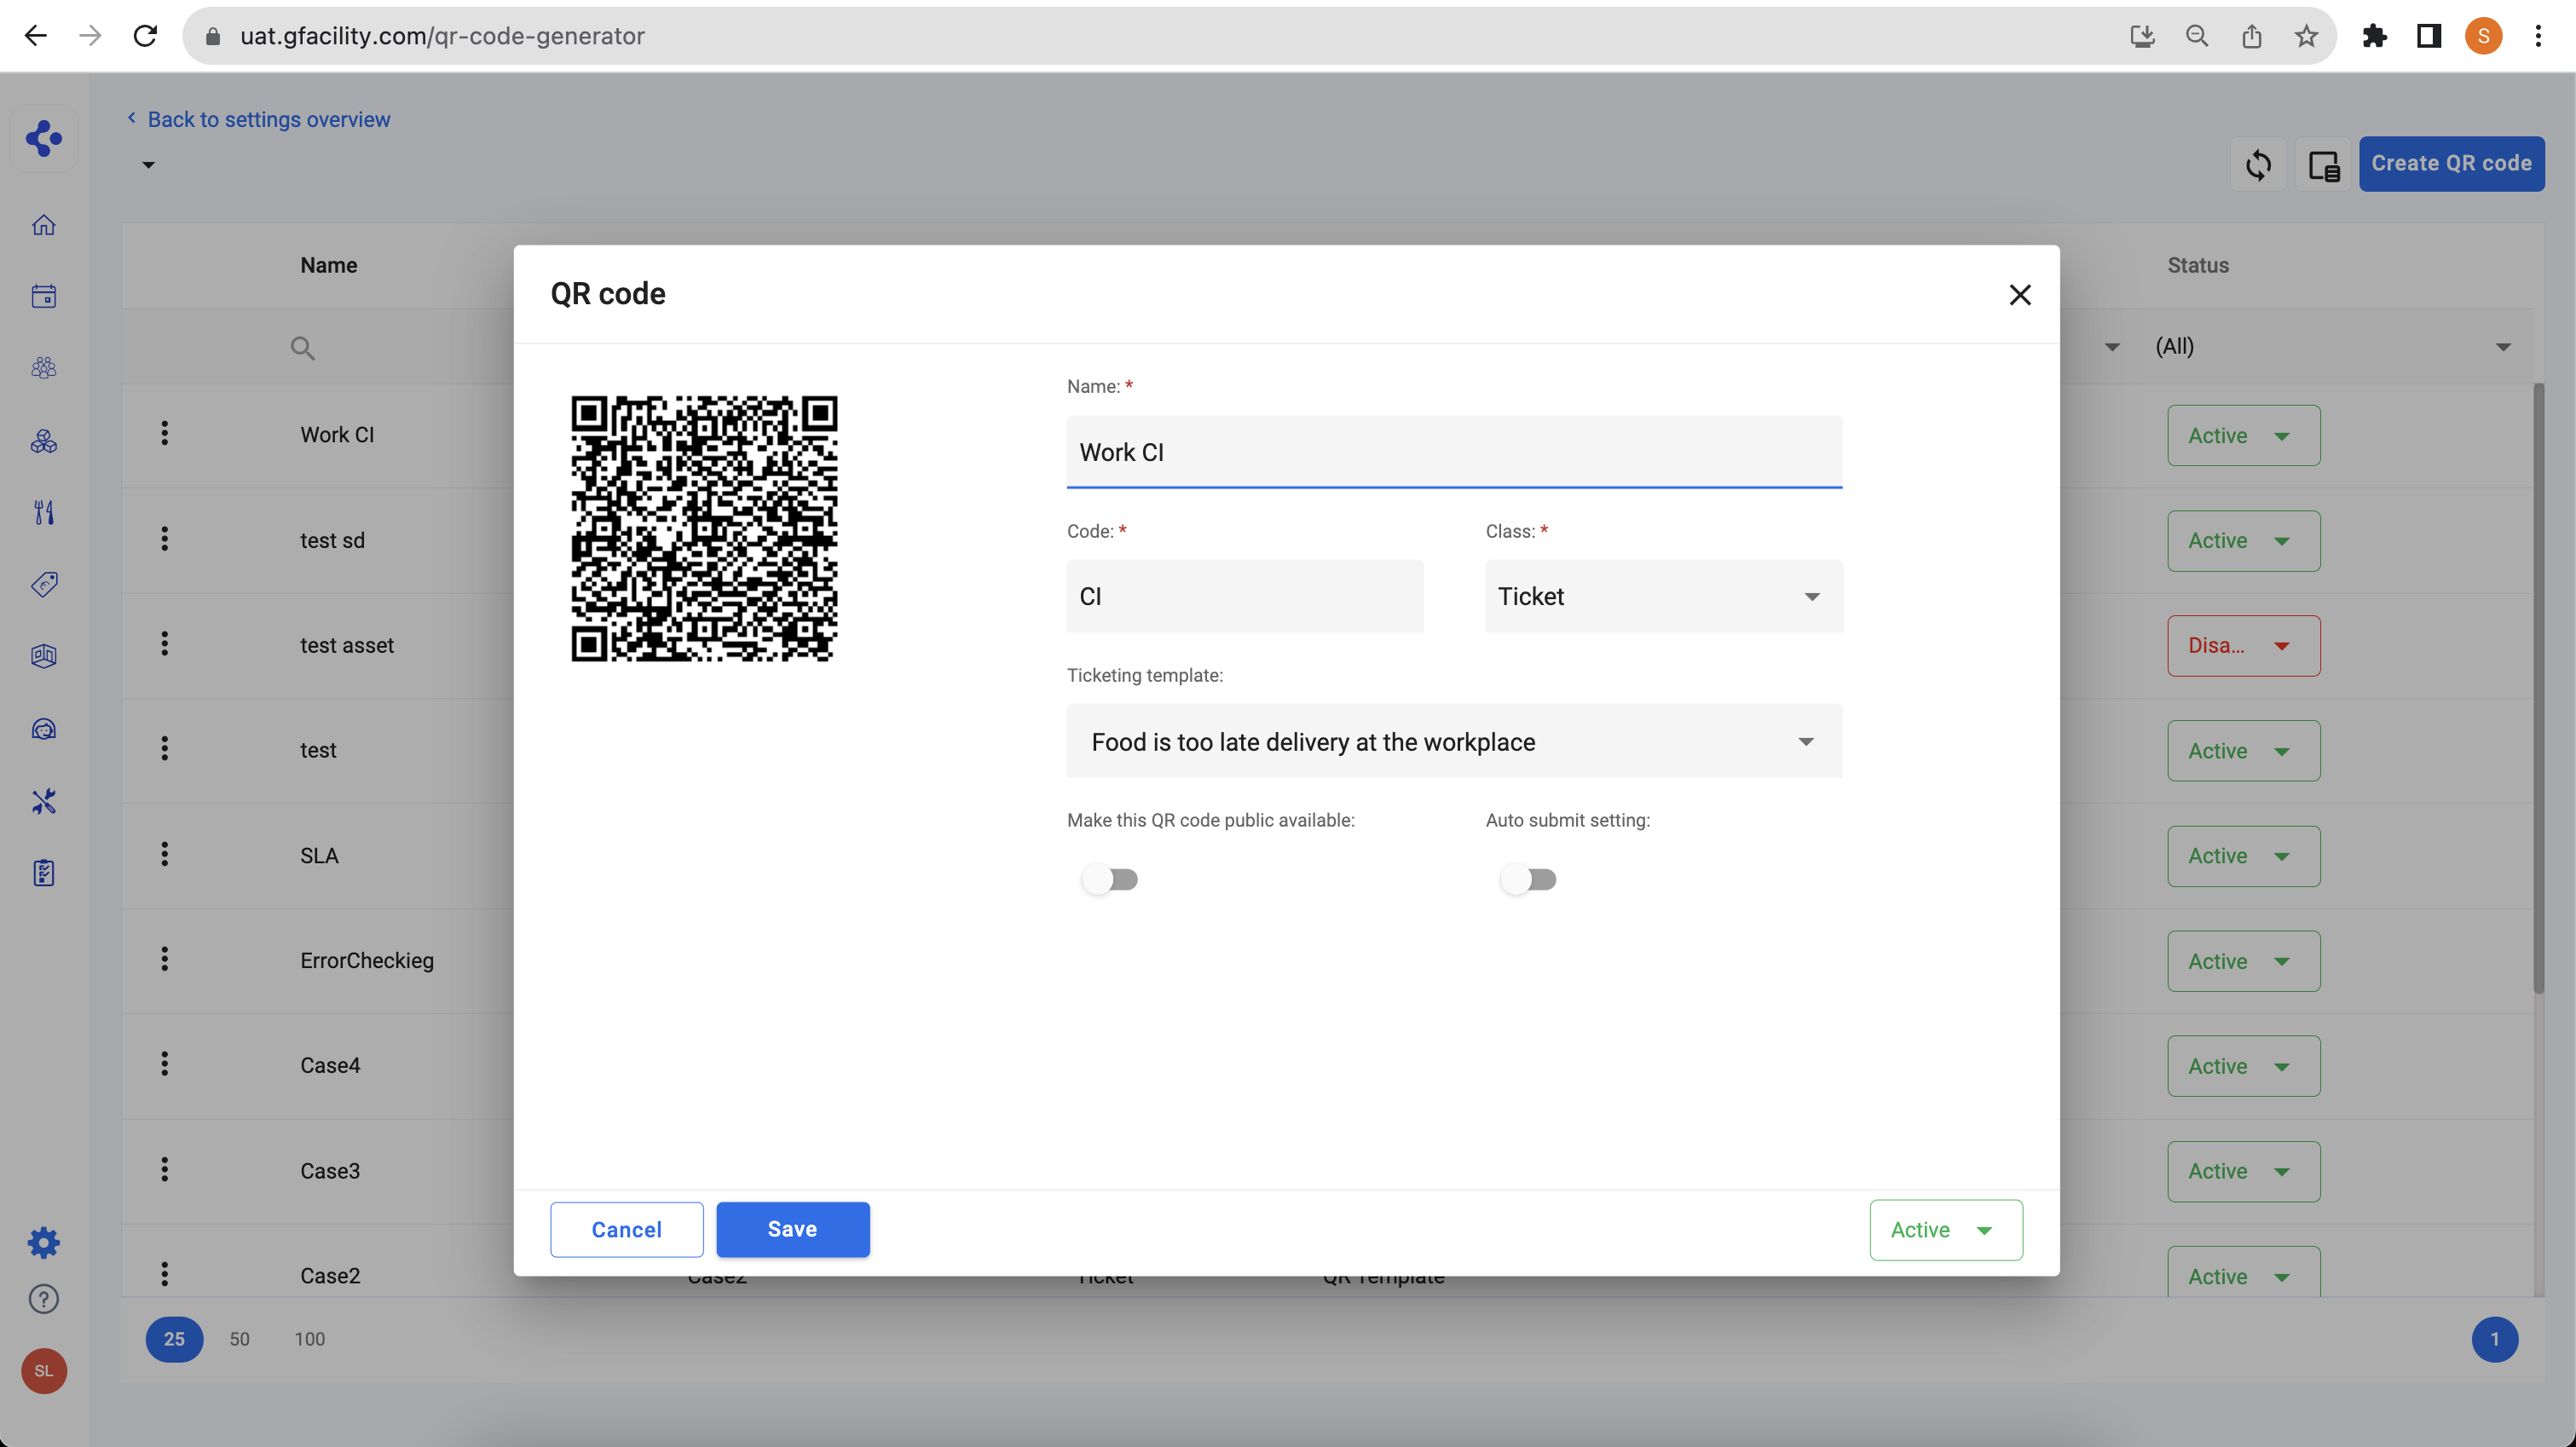 uat.gfacility.com/qr-code-generator
S
Back to settings overview
Create QR code
Name
Status
(All)
Work CI
Active
test sd
Active
test asset
Disa...
test
Active
SLA
Active
ErrorCheckieg
Active
Case4
Active
Case3
Active
Case2
Case2
Ticket
QR Template
Active
QR code
Name: *
Work CI
Code: *
Class: *
CI
Ticket
Ticketing template:
Food is too late delivery at the workplace
Make this QR code public available:
Auto submit setting:
Cancel
Save
Active
?
SL
25
50
100
1